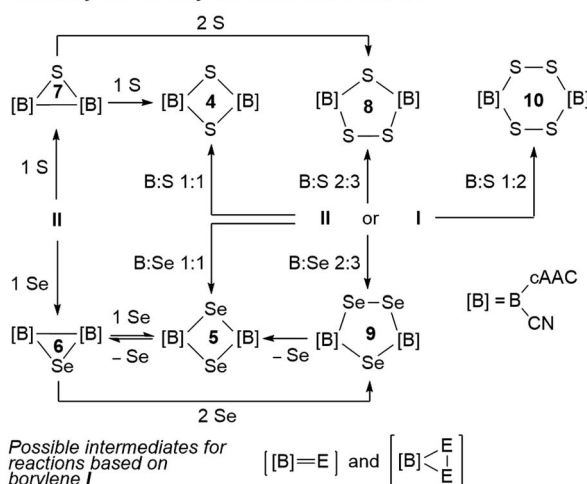 2 S
S
7
[B] [B]
1 S
S
4
[B] [B]
S
S
8
[B] [B]
S–S
S–S
10
[B] [B]
S–S
1 S
B:S 1:1
B:S 2:3
B:S 1:2
II
II or I
1 Se
B:Se 1:1
B:Se 2:3
[B] = B
cAAC
CN
[B] [B]
6
Se
1 Se
– Se
Se
5
[B] [B]
Se
– Se
Se–Se
9
[B] [B]
Se
2 Se
Possible intermediates for
reactions based on
borylene I
[[B]=E] and [[B] E E]